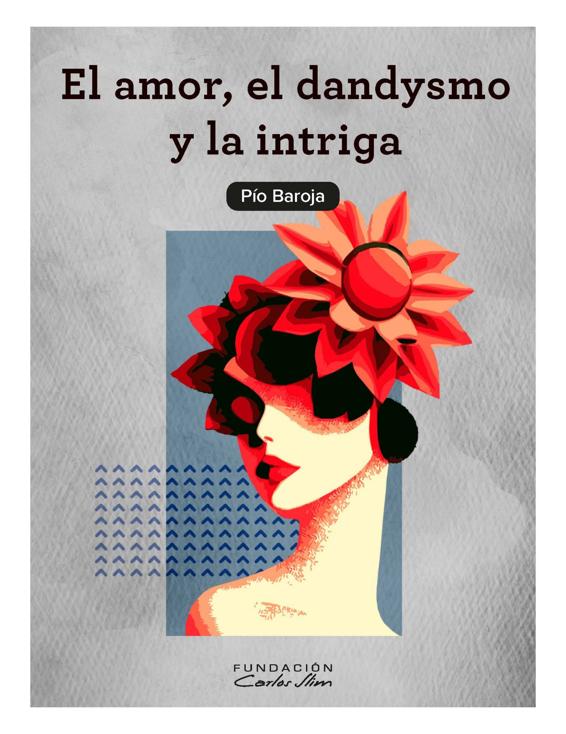 El amor, el dandysmo
y la intriga
Pío Baroja
FUNDACIÓN
Carlos Slim